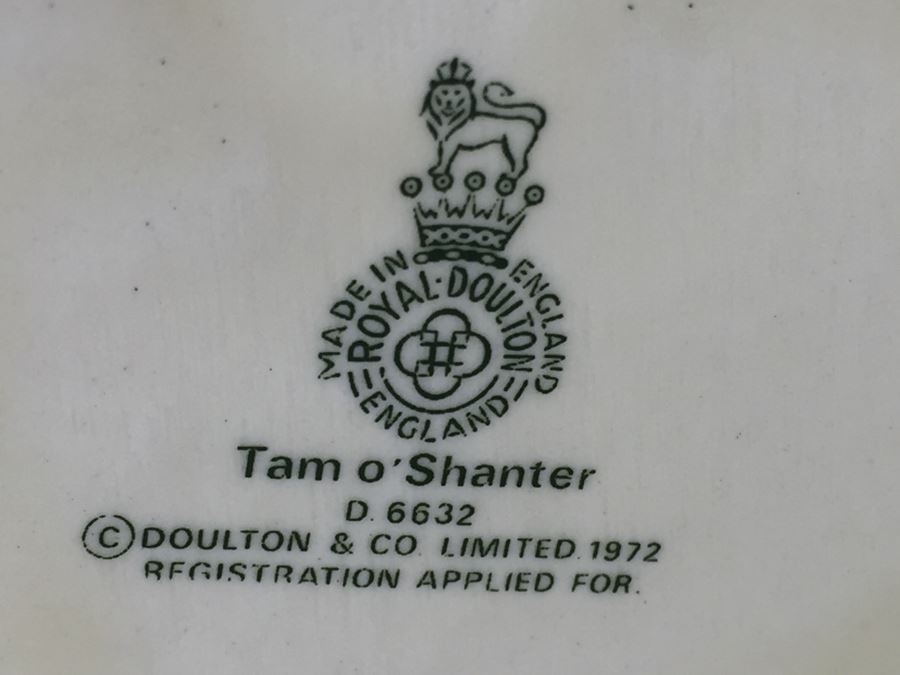 MADE IN ENGLAND
ROYAL·DOULTON
ENGLAND
Tam o'Shanter
D. 6632
© DOULTON & CO. LIMITED. 1972
REGISTRATION APPLIED FOR.